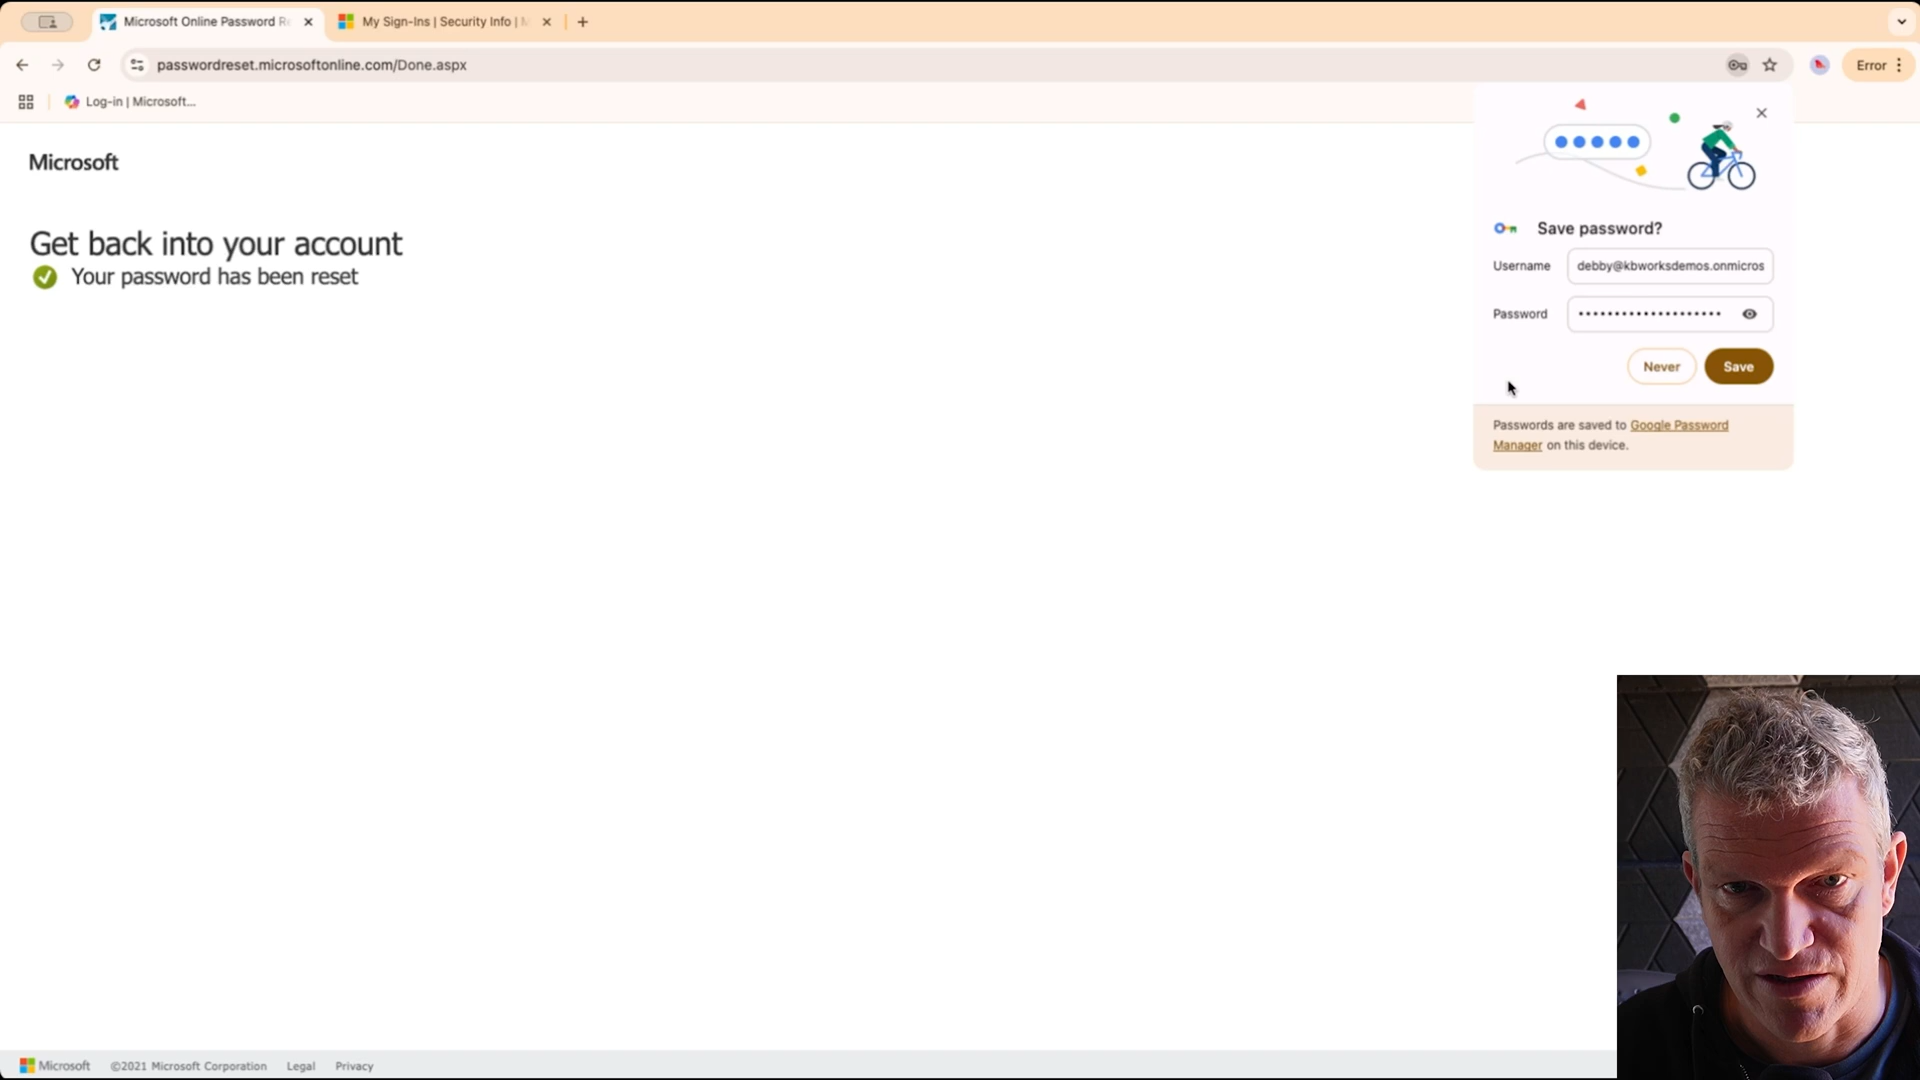 Microsoft Online Password R
My Sign-Ins | Security Info |
passwordreset.microsoftonline.com/Done.aspx
Error
Log-in | Microsoft...
Microsoft
Get back into your account
Your password has been reset
Save password?
Username
debby@kbworksdemos.onmicros
Password
Never
Save
Passwords are saved to Google Password
Manager on this device.
Microsoft
©2021 Microsoft Corporation
Legal
Privacy